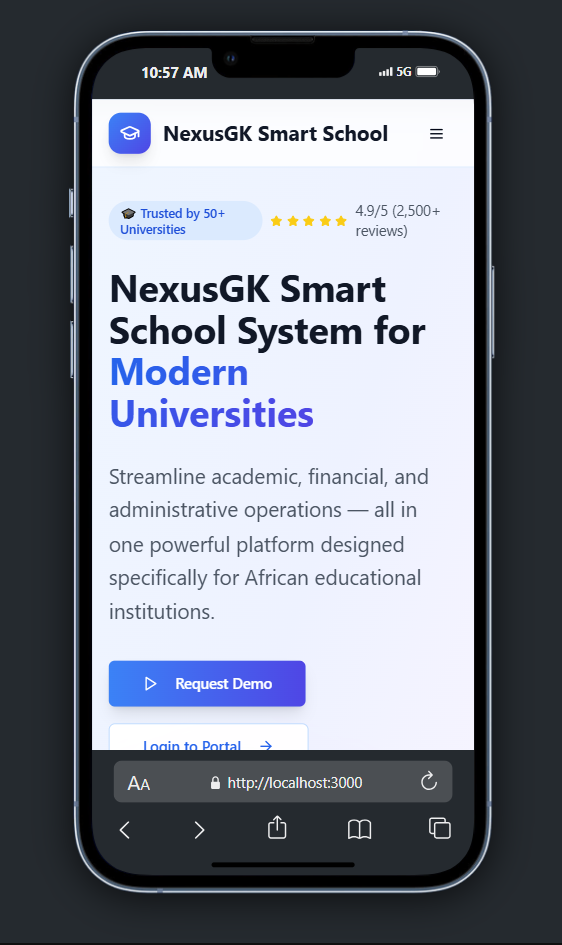 10:57 AM
5G
NexusGK Smart School
🎓 Trusted by 50+
Universities
4.9/5 (2,500+
reviews)
NexusGK Smart
School System for
Modern
Universities
Streamline academic, financial, and
administrative operations — all in
one powerful platform designed
specifically for African educational
institutions.
Request Demo
Login to Portal
AA
http://localhost:3000